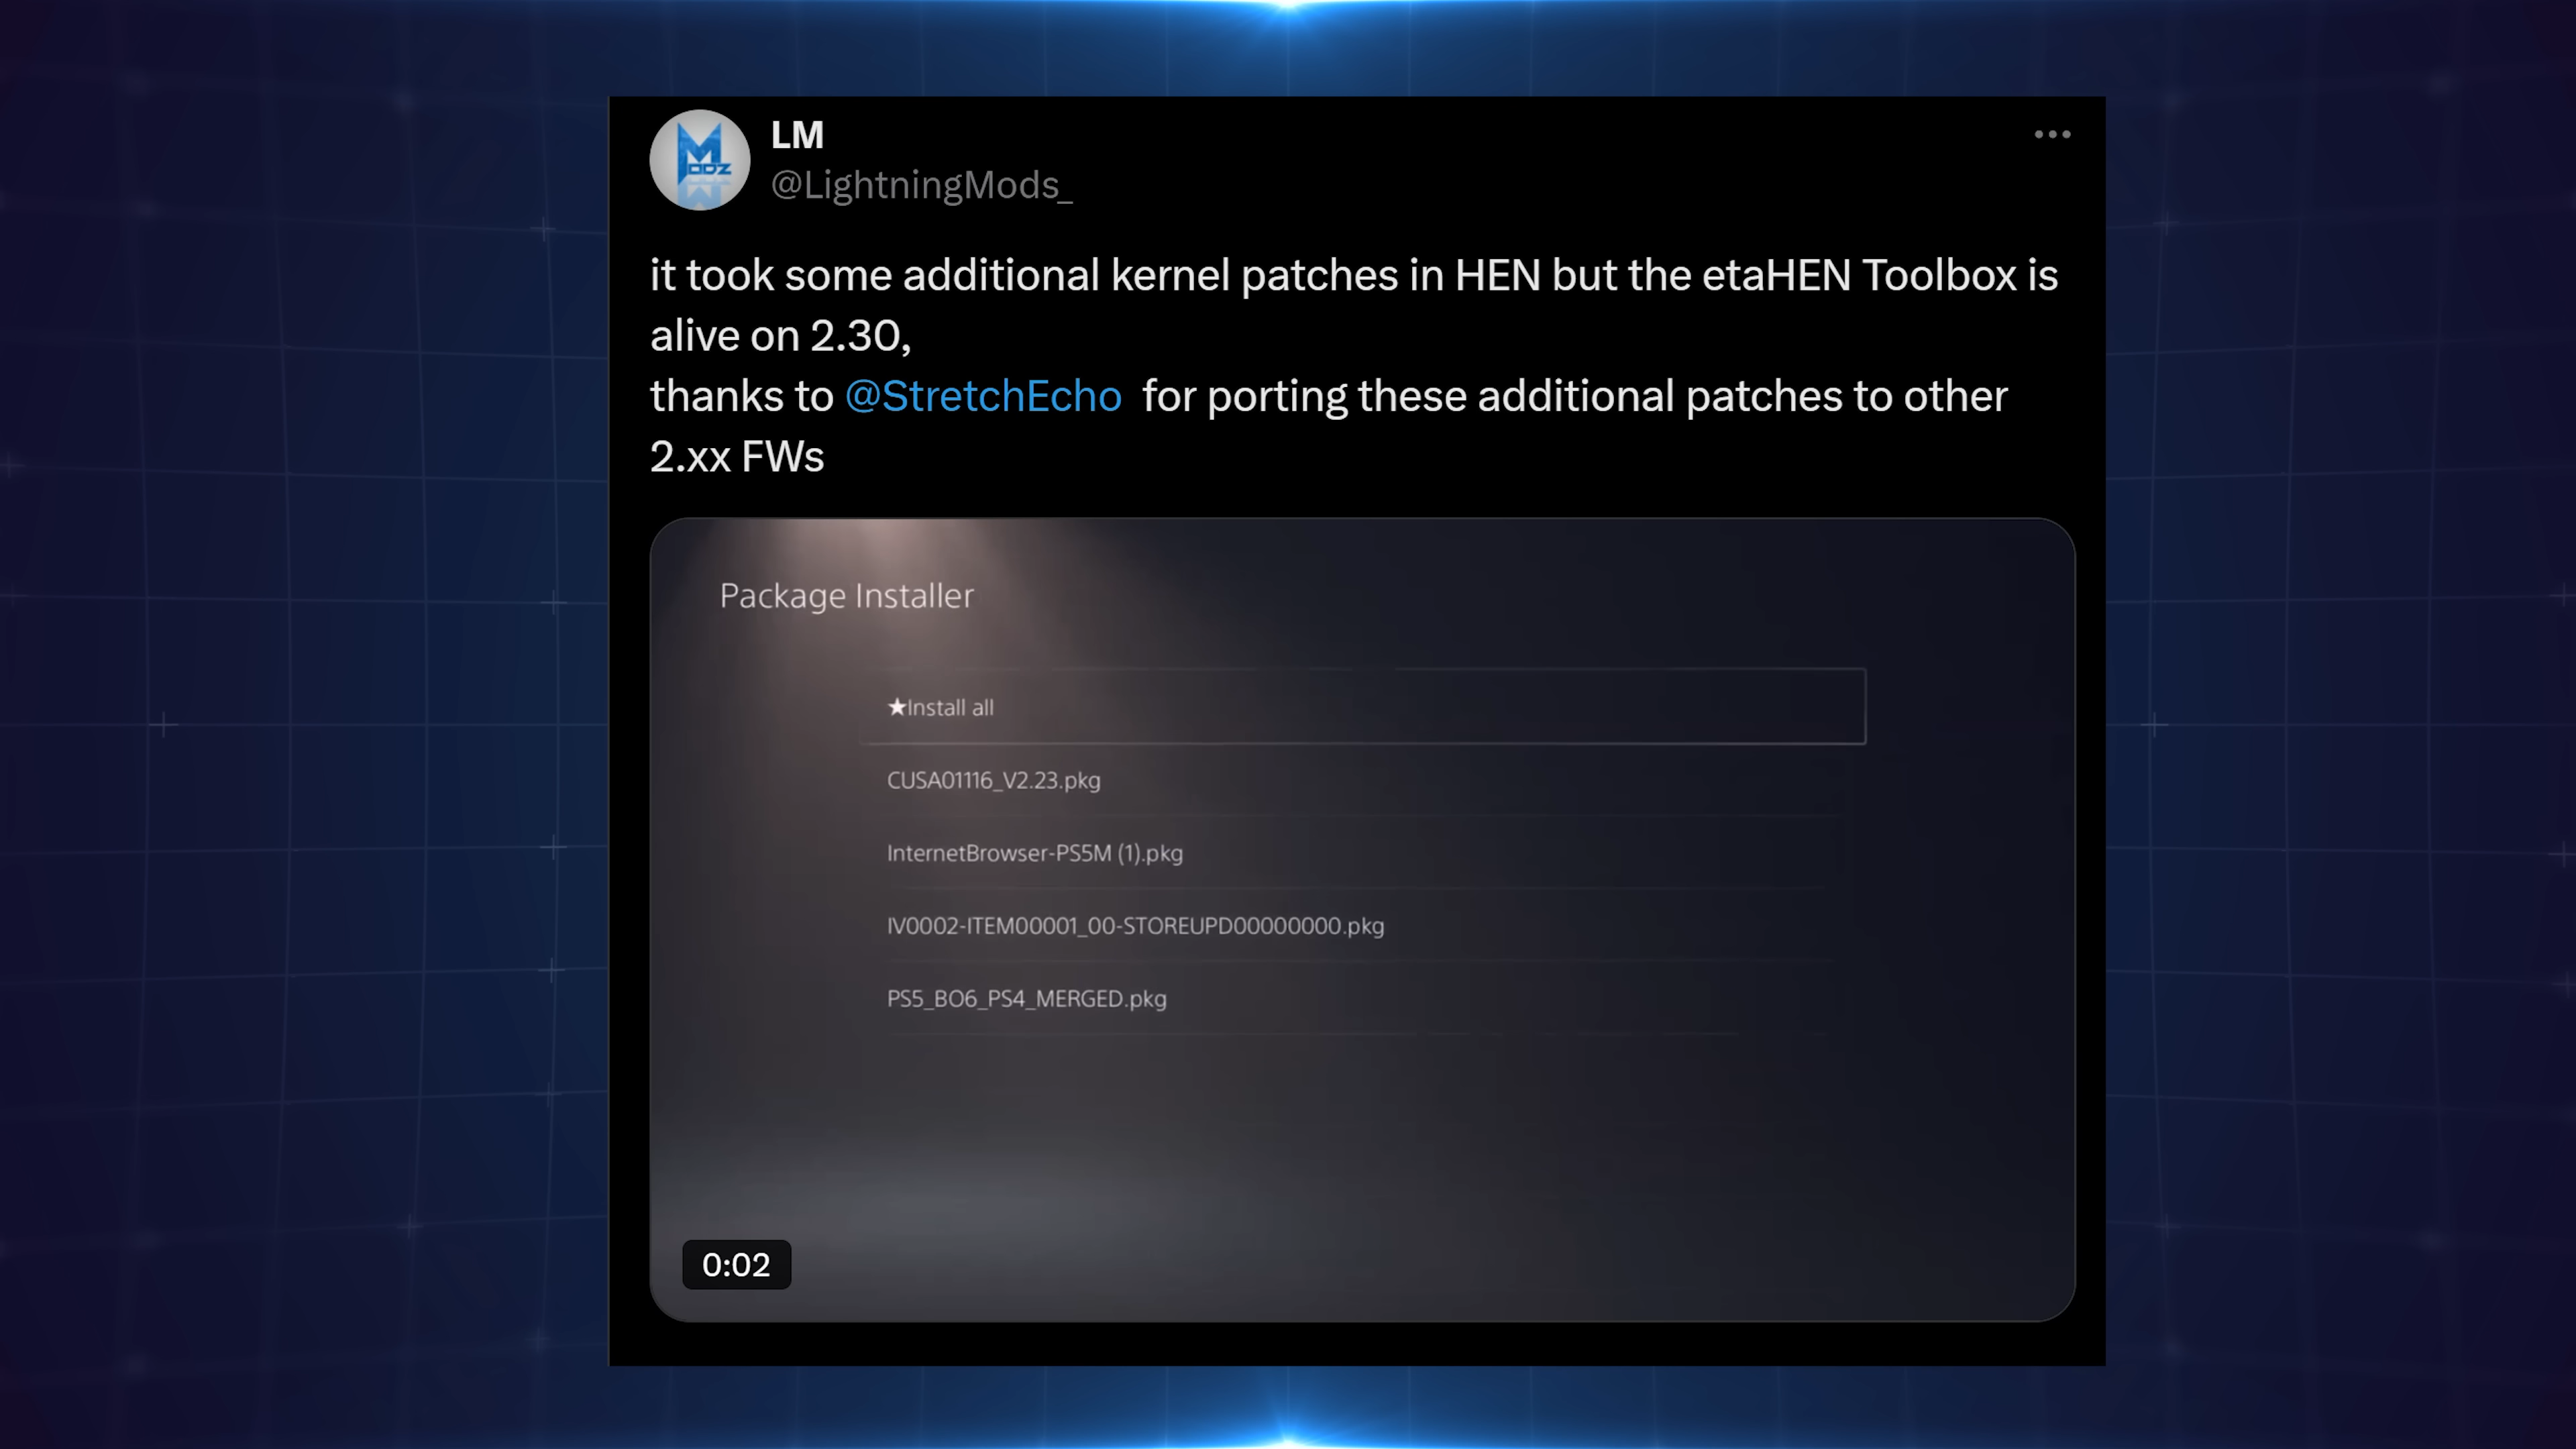 LM
@LightningMods_
it took some additional kernel patches in HEN but the etaHEN Toolbox is
alive on 2.30,
thanks to @StretchEcho for porting these additional patches to other
2.xx FWs
Package Installer
★Install all
CUSA01116_V2.23.pkg
InternetBrowser-PS5M (1).pkg
IV0002-ITEM00001_00-STOREUPD00000000.pkg
PS5_BO6_PS4_MERGED.pkg
0:02